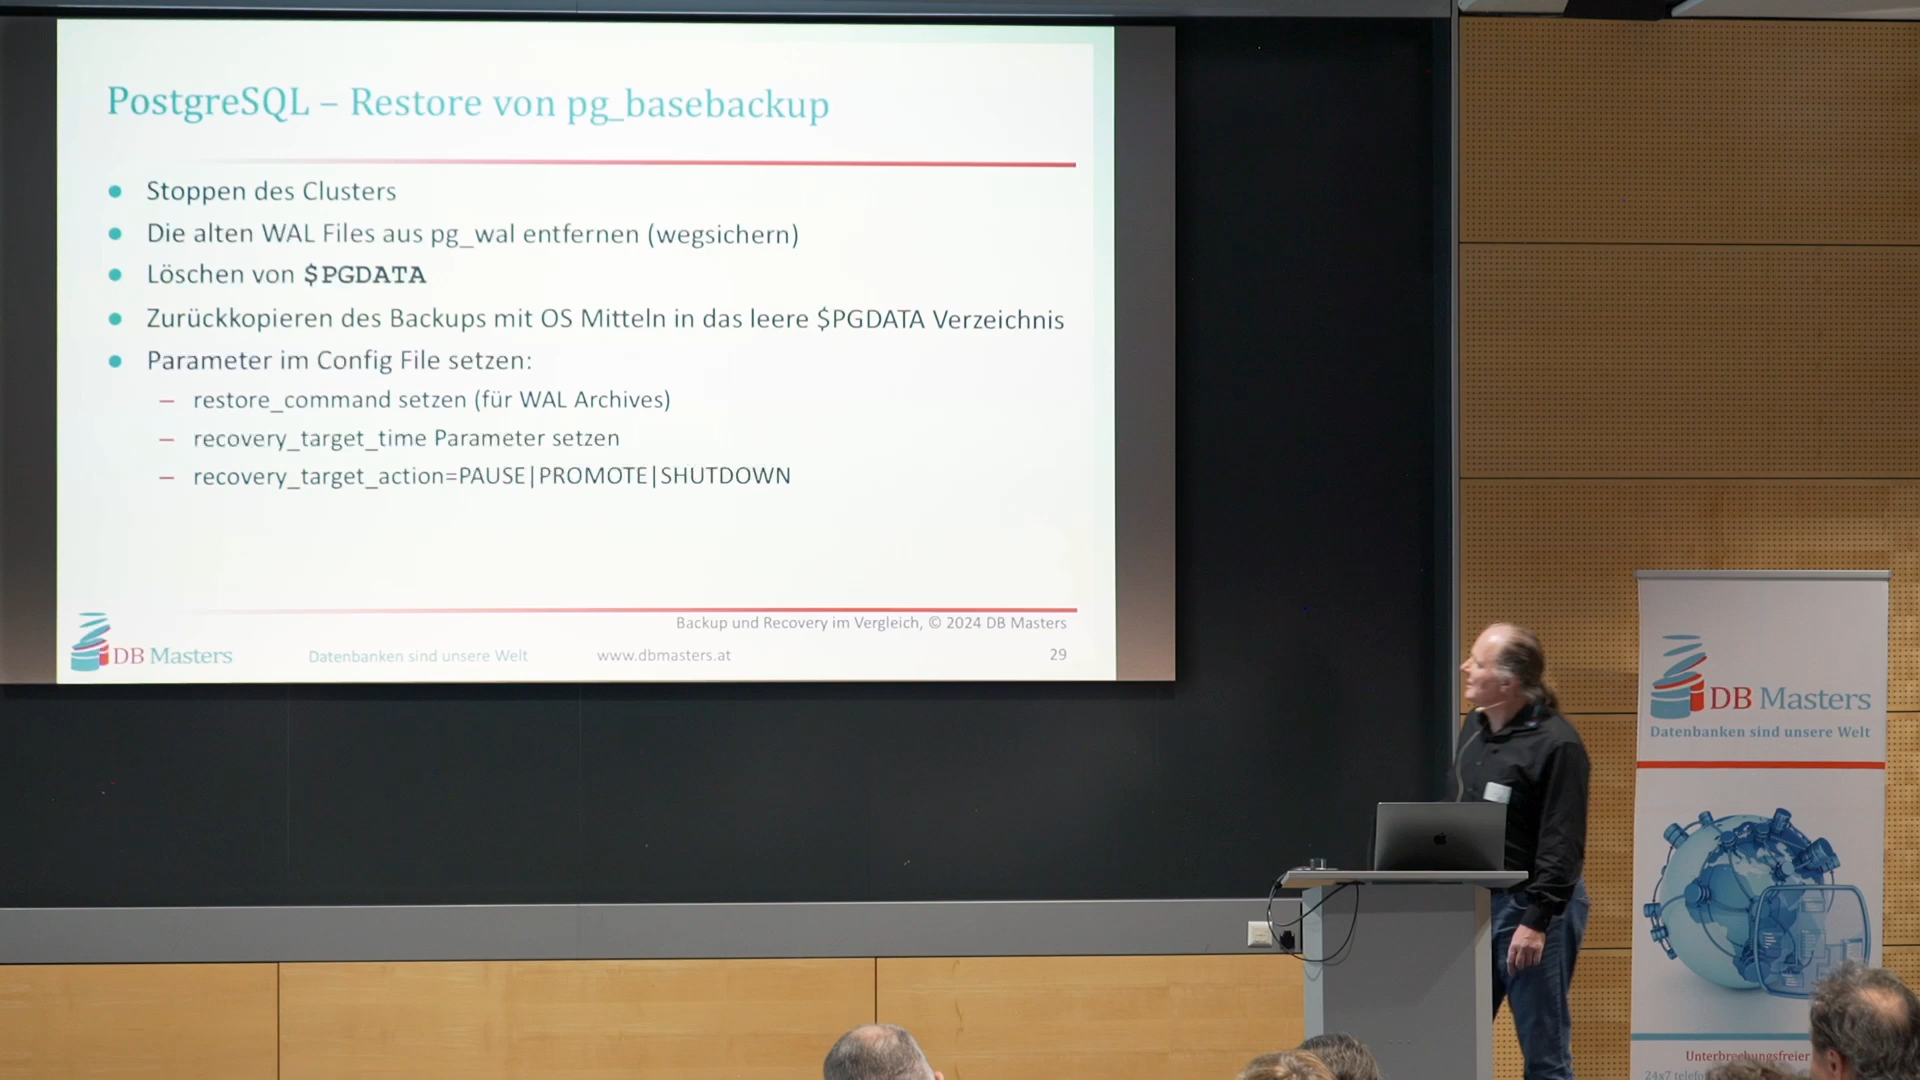 PostgreSQL – Restore von pg_basebackup
Stoppen des Clusters
Die alten WAL Files aus pg_wal entfernen (wegsichern)
Löschen von $PGDATA
Zurückkopieren des Backups mit OS Mitteln in das leere $PGDATA Verzeichnis
Parameter im Config File setzen:
– restore_command setzen (für WAL Archives)
– recovery_target_time Parameter setzen
– recovery_target_action=PAUSE|PROMOTE|SHUTDOWN
Backup und Recovery im Vergleich, © 2024 DB Masters
DB Masters
Datenbanken sind unsere Welt
www.dbmasters.at
29
DB Masters
Datenbanken sind unsere Welt
Unterbrechungsfreier
24x7